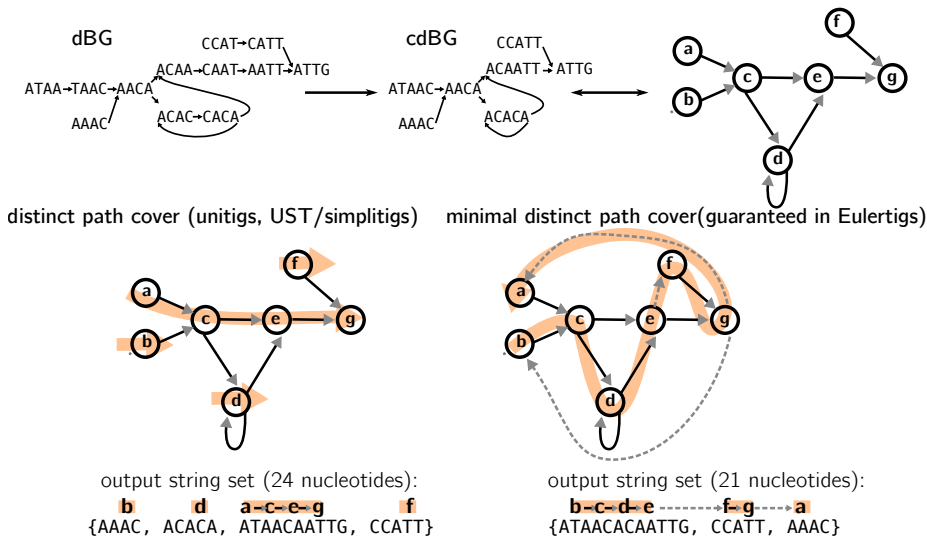 dBG
CCAT CATT
ACAA CAAT AATT ATTG
ATAA TAAC AACA
ACAC CACA
AAAC
cdBG
CCATT
ACAATT ATTG
ATAAC AACA
ACACA
AAAC
f
a
c e g
b
d
distinct path cover (unitigs, UST/simplitigs)
minimal distinct path cover(guaranteed in Eulertigs)
f
a
c e g
b
d
f
a
c e g
b
d
output string set (24 nucleotides):
b d a-c-e-g f
{AAAC, ACACA, ATAACAATTG, CCATT}
output string set (21 nucleotides):
b-c-d-e f-g a
{ATAACACAATTG, CCATT, AAAC}